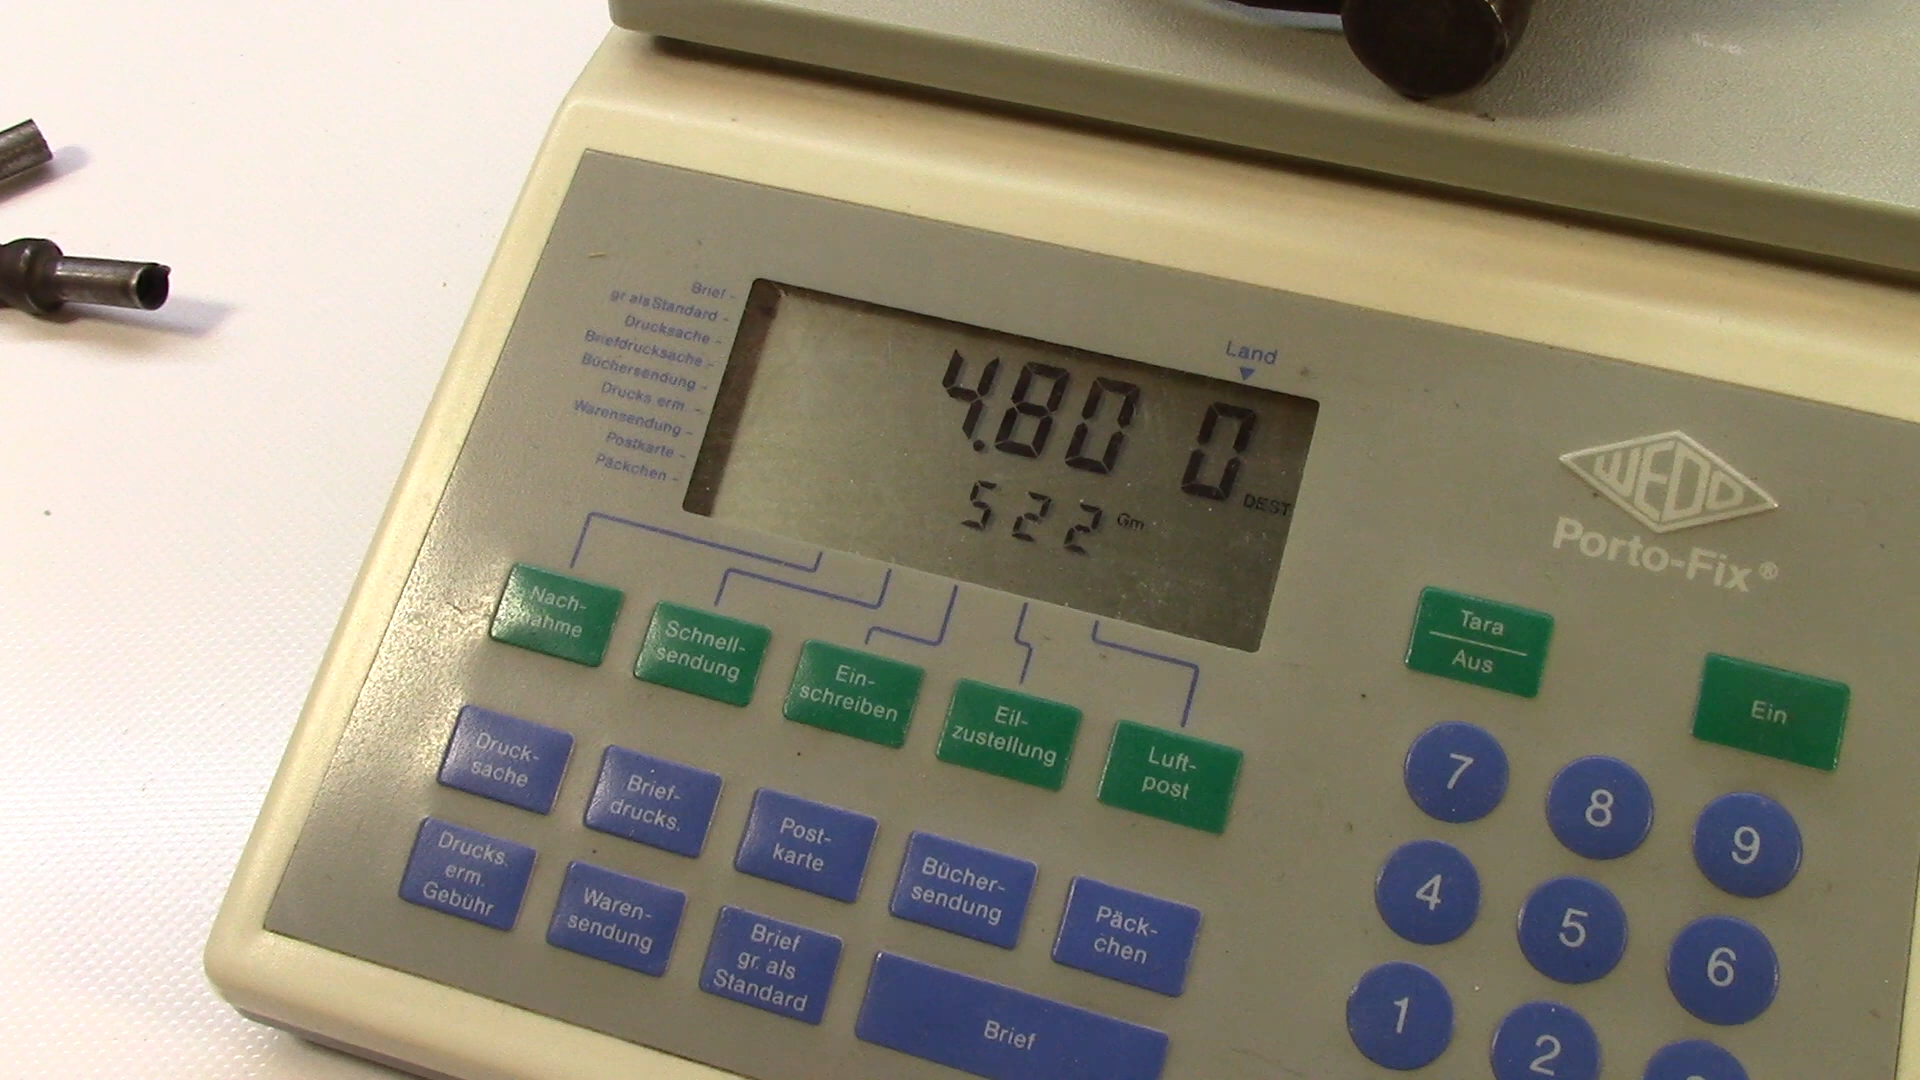 Brief -
gr als Standard -
Drucksache -
Briefdrucksache -
Büchersendung -
Drucks erm. -
Warensendung -
Postkarte -
Päckchen -
Land
4.80 0
DEST
522 Gm
WEDO
Porto-Fix®
Nach-
nahme
Schnell-
sendung
Ein-
schreiben
Eil-
zustellung
Luft-
post
Tara
Aus
Ein
Druck-
sache
Brief-
drucks.
Post-
karte
Bücher-
sendung
Päck-
chen
Drucks.
erm.
Gebühr
Waren-
sendung
Brief
gr. als
Standard
Brief
7 8 9
4 5 6
1 2